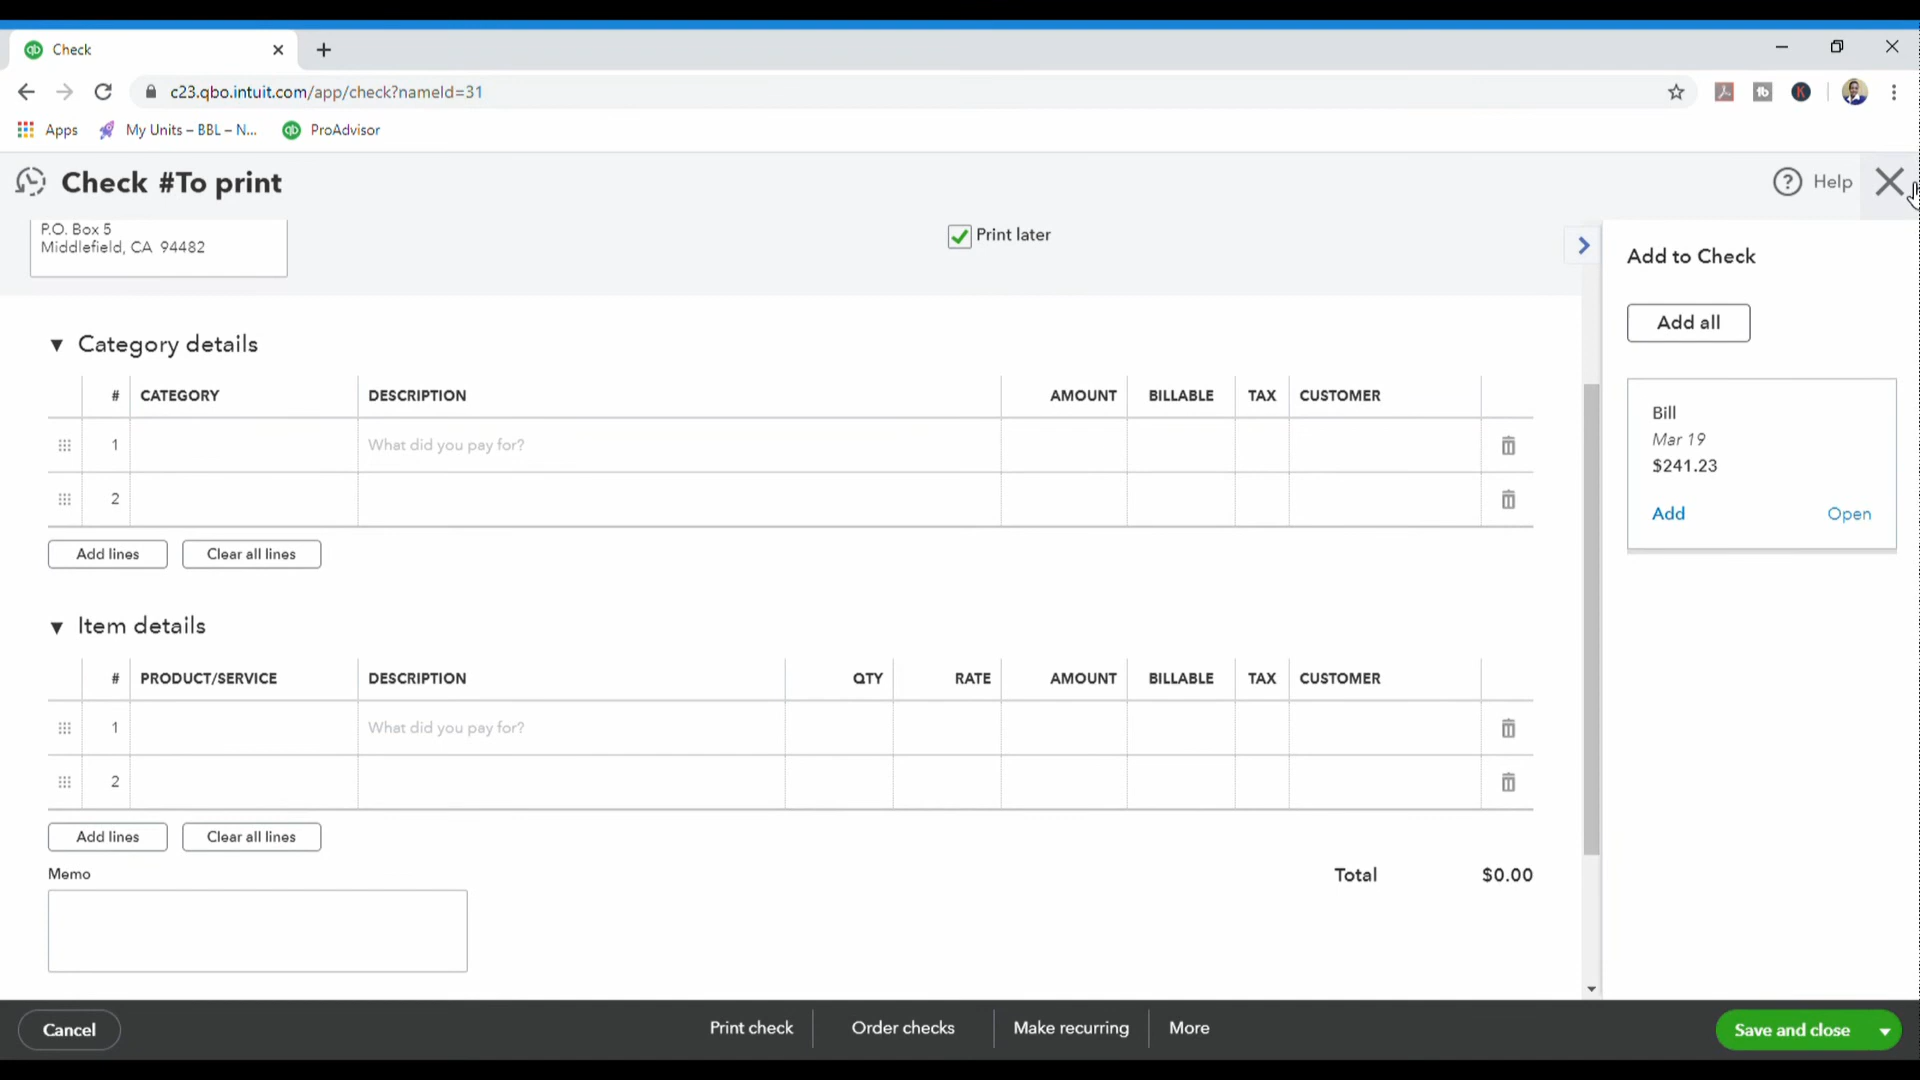 Check
c23.qbo.intuit.com/app/check?nameId=31
Apps My Units – BBL – N... ProAdvisor
Check #To print
Help
P.O. Box 5
Middlefield, CA 94482
Print later
Add to Check
Add all
Bill
Mar 19
$241.23
Add Open
Category details
# CATEGORY DESCRIPTION AMOUNT BILLABLE TAX CUSTOMER
1 What did you pay for?
2
Add lines Clear all lines
Item details
# PRODUCT/SERVICE DESCRIPTION QTY RATE AMOUNT BILLABLE TAX CUSTOMER
1 What did you pay for?
2
Add lines Clear all lines
Memo
Total $0.00
Cancel Print check Order checks Make recurring More Save and close